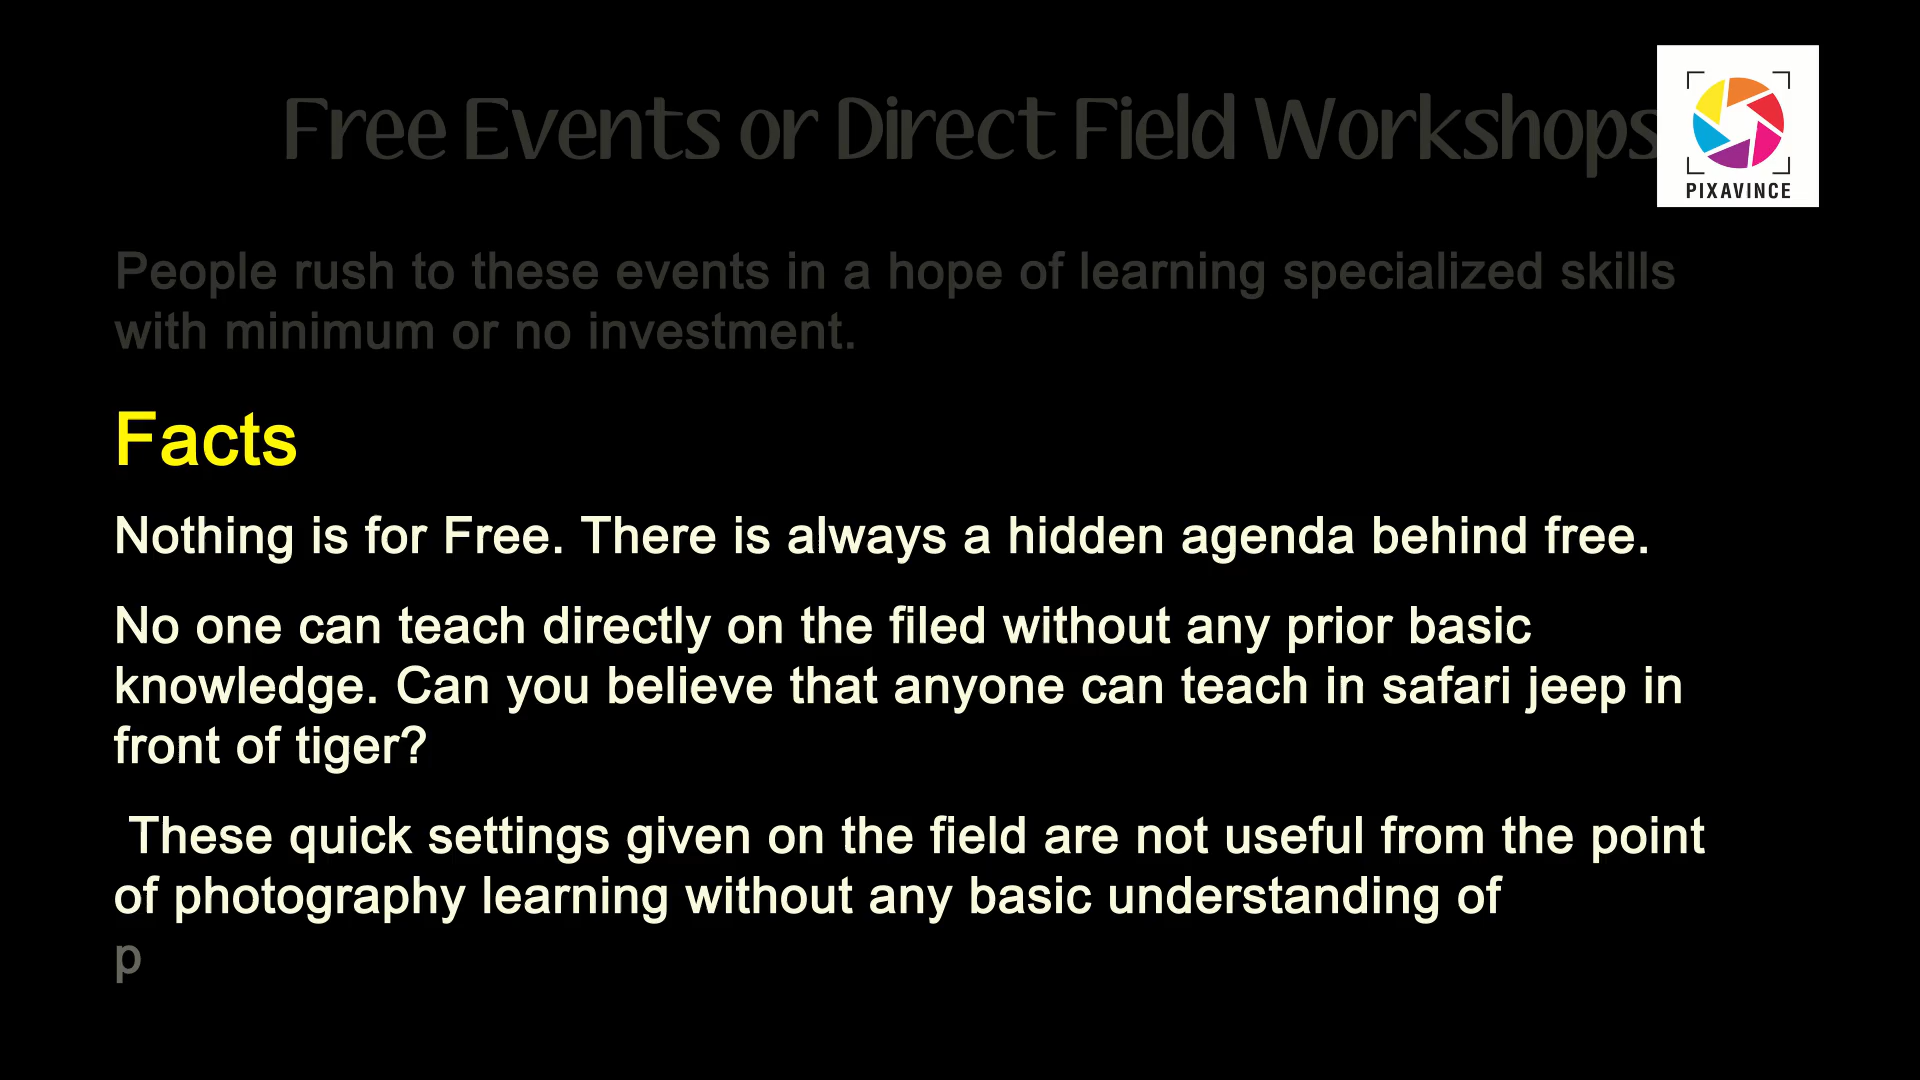 Free Events or Direct Field Workshops
PIXAVINCE
People rush to these events in a hope of learning specialized skills
with minimum or no investment.
Facts
Nothing is for Free. There is always a hidden agenda behind free.
No one can teach directly on the filed without any prior basic
knowledge. Can you believe that anyone can teach in safari jeep in
front of tiger?
These quick settings given on the field are not useful from the point
of photography learning without any basic understanding of
p